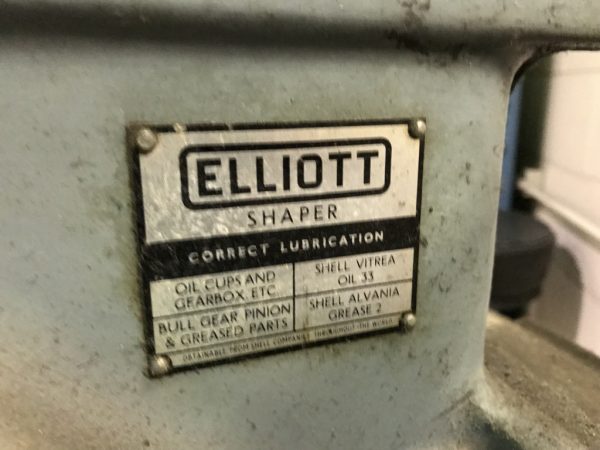 ELLIOTT
SHAPER
CORRECT LUBRICATION
OIL CUPS AND
GEARBOX, ETC
SHELL VITREA
OIL 33
BULL GEAR PINION
& GREASED PARTS
SHELL ALVANIA
GREASE 2
OBTAINABLE FROM SHELL COMPANIES THROUGHOUT THE WORLD